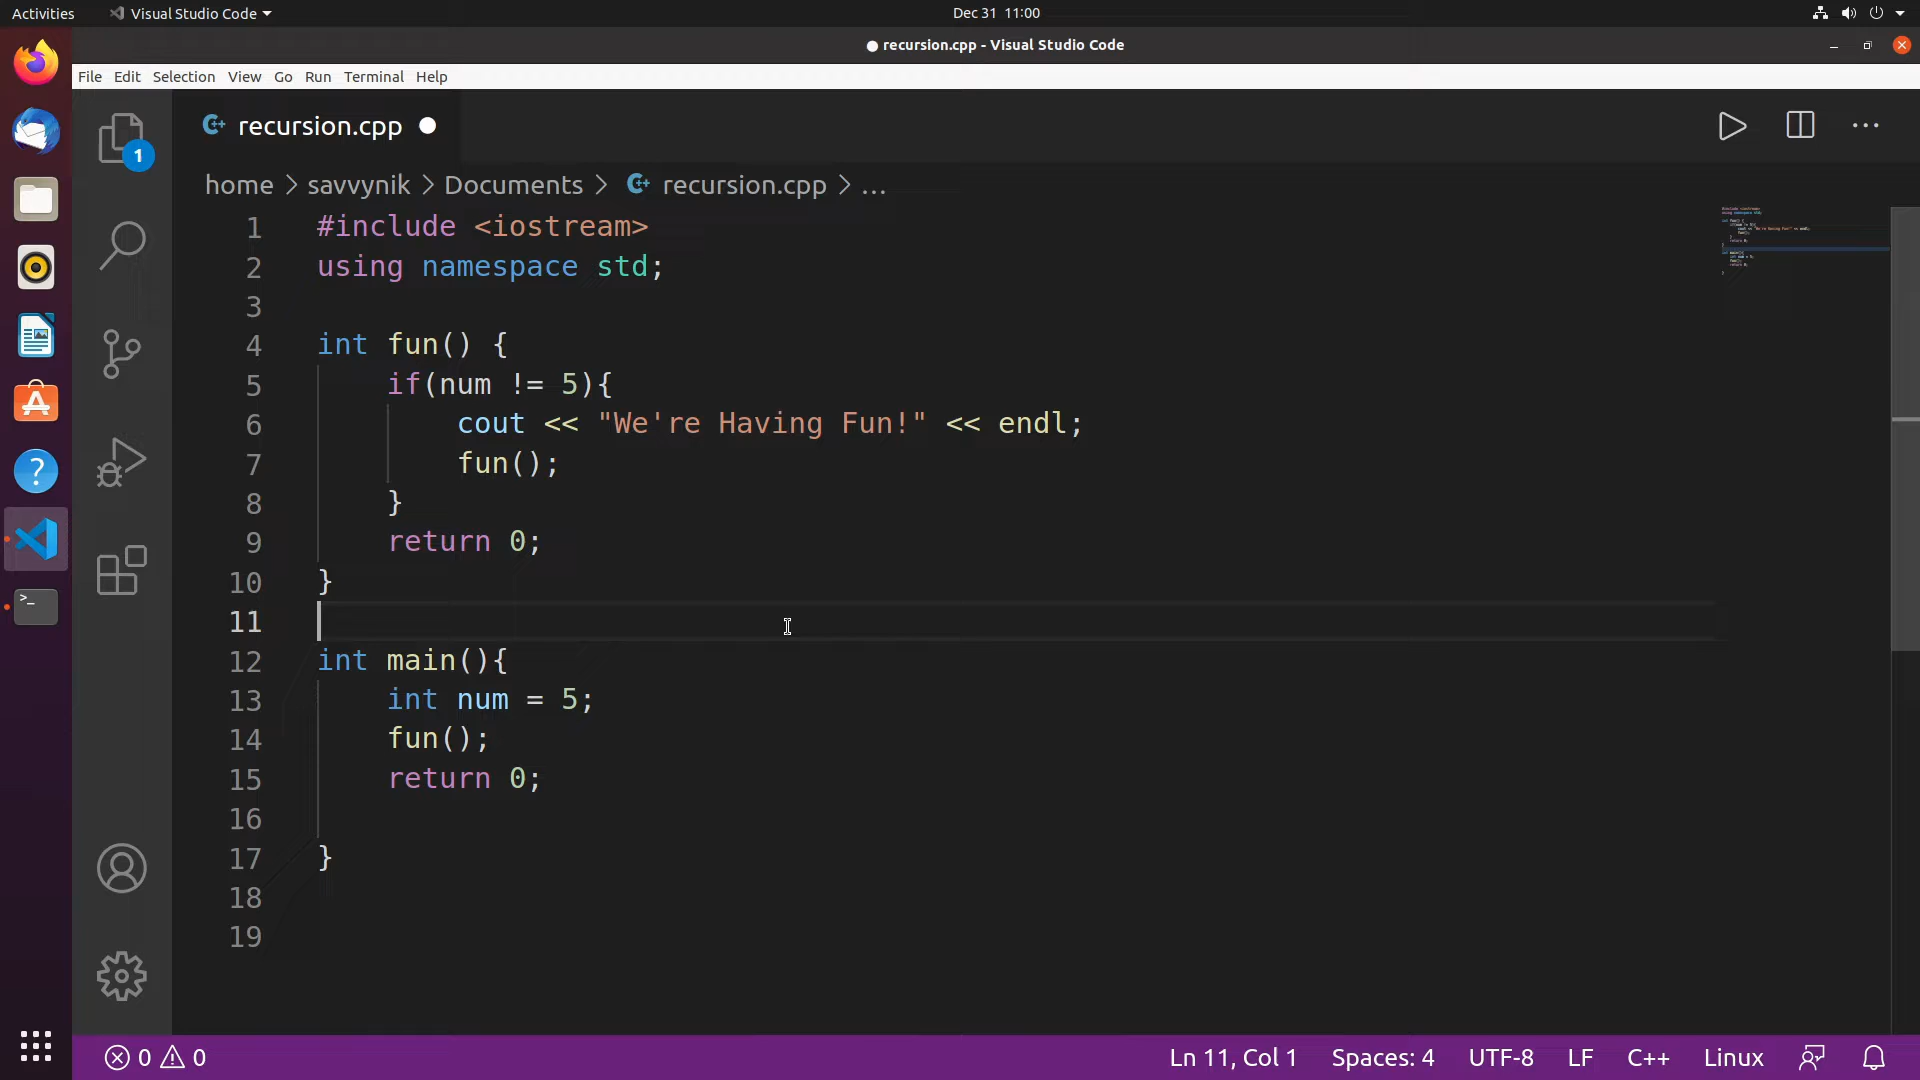 Activities
Visual Studio Code
Dec 31 11:00
● recursion.cpp - Visual Studio Code
File Edit Selection View Go Run Terminal Help
1
recursion.cpp
home > savvynik > Documents > recursion.cpp > ...
1 #include <iostream>
2 using namespace std;
3
4 int fun() {
5 if(num != 5){
6 cout << "We're Having Fun!" << endl;
7 fun();
8 }
9 return 0;
10 }
11
12 int main(){
13 int num = 5;
14 fun();
15 return 0;
16
17 }
18
19
0 0
Ln 11, Col 1 Spaces: 4 UTF-8 LF C++ Linux